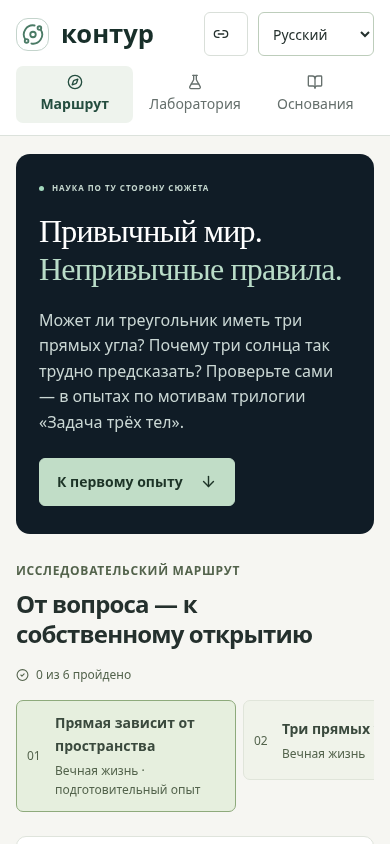 контур
Русский
Маршрут
Лаборатория
Основания
НАУКА ПО ТУ СТОРОНУ СЮЖЕТА
Привычный мир.
Непривычные правила.
Может ли треугольник иметь три
прямых угла? Почему три солнца так
трудно предсказать? Проверьте сами
— в опытах по мотивам трилогии
«Задача трёх тел».
К первому опыту
ИССЛЕДОВАТЕЛЬСКИЙ МАРШРУТ
От вопроса — к
собственному открытию
0 из 6 пройдено
01
Прямая зависит от
пространства
Вечная жизнь ·
подготовительный опыт
02
Три прямых
Вечная жизнь